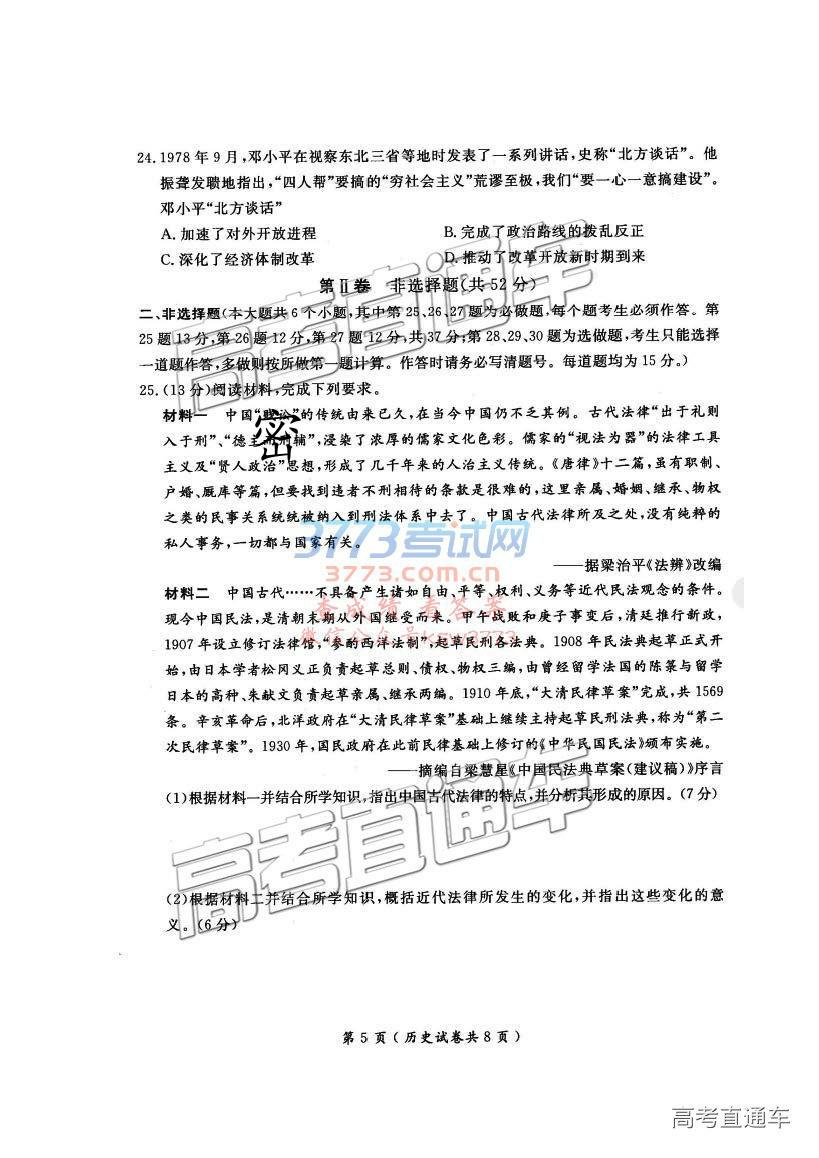 24.1978 年 9 月,邓小平在视察东北三省等地时发表了一系列讲话,史称“北方谈话”。他
振聋发聩地指出,“四人帮”要搞的“穷社会主义”荒谬至极,我们“要一心一意搞建设”。
邓小平“北方谈话”
A. 加速了对外开放进程 B. 完成了政治路线的拨乱反正
C. 深化了经济体制改革 D. 推动了改革开放新时期到来
第Ⅱ卷 非选择题(共 52 分)
二、非选择题(本大题共 6 个小题,其中第 25、26、27 题为必做题,每个题考生必须作答。第
25 题 13 分,第 26 题 12 分,第 27 题 12 分,共 37 分;第 28、29、30 题为选做题,考生只能选择
一道题作答,多做则按所做第一题计算。作答时请务必写清题号。每道题均为 15 分。)
25.(13 分)阅读材料,完成下列要求。
材料一 中国“ ”的传统由来已久,在当今中国仍不乏其例。古代法律“出于礼则
入于刑”、“德主而刑辅”,浸染了浓厚的儒家文化色彩。儒家的“视法为器”的法律工具
主义及“贤人政治”思想,形成了几千年来的人治主义传统。《唐律》十二篇,虽有职制、
户婚、厩库等篇,但要找到违者不刑相待的条款是很难的,这里亲属、婚姻、继承、物权
之类的民事关系统统被纳入到刑法体系中去了。中国古代法律所及之处,没有纯粹的
私人事务,一切都与国家有关。
——据梁治平《法辨》改编
材料二 中国古代……不具备产生诸如自由、平等、权利、义务等近代民法观念的条件。
现今中国民法,是清朝末期从外国继受而来。甲午战败和庚子事变后,清廷推行新政,
1907 年设立修订法律馆,“参酌西洋法制”,起草民刑各法典。1908 年民法典起草正式开
始,由日本学者松冈义正负责起草总则、债权、物权三编,由曾经留学法国的陈箓与留学
日本的高种、朱献文负责起草亲属、继承两编。1910 年底,“大清民律草案”完成,共 1569
条。辛亥革命后,北洋政府在“大清民律草案”基础上继续主持起草民刑法典,称为“第二
次民律草案”。1930 年,国民政府在此前民律基础上修订的《中华民国民法》颁布实施。
——摘编自梁慧星《中国民法典草案(建议稿)》序言
(1)根据材料一并结合所学知识,指出中国古代法律的特点,并分析其形成的原因。(7 分)
(2)根据材料二并结合所学知识,概括近代法律所发生的变化,并指出这些变化的意
义。(6 分)
第 5 页(历史试卷共 8 页)
密
高考直通车
3773考试网
3773.com.cn
查成绩 看答案
高考直通车
高考直通车